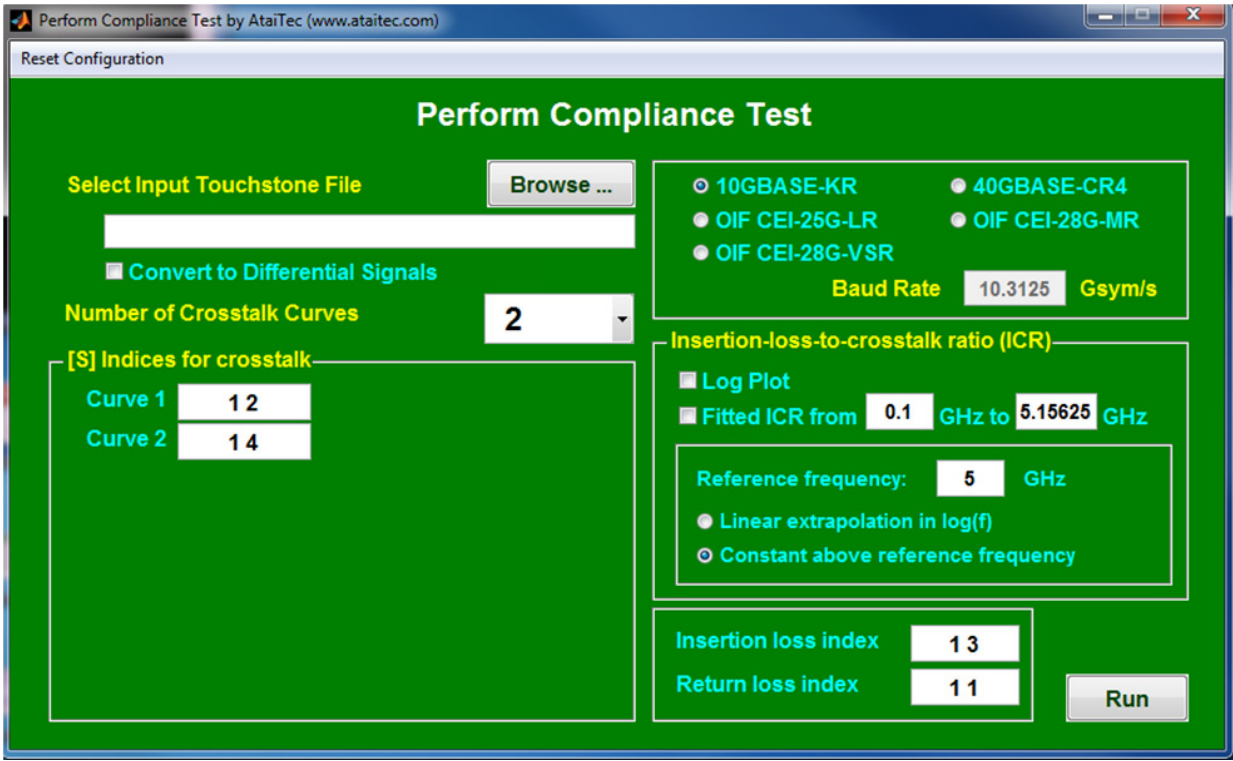 Perform Compliance Test by AtaiTec (www.ataitec.com)
Reset Configuration
Perform Compliance Test
Select Input Touchstone File
Browse ...
Convert to Differential Signals
Number of Crosstalk Curves
2
[S] Indices for crosstalk
Curve 1
1 2
Curve 2
1 4
10GBASE-KR
40GBASE-CR4
OIF CEI-25G-LR
OIF CEI-28G-MR
OIF CEI-28G-VSR
Baud Rate 10.3125 Gsym/s
Insertion-loss-to-crosstalk ratio (ICR)
Log Plot
Fitted ICR from 0.1 GHz to 5.15625 GHz
Reference frequency: 5 GHz
Linear extrapolation in log(f)
Constant above reference frequency
Insertion loss index 1 3
Return loss index 1 1
Run